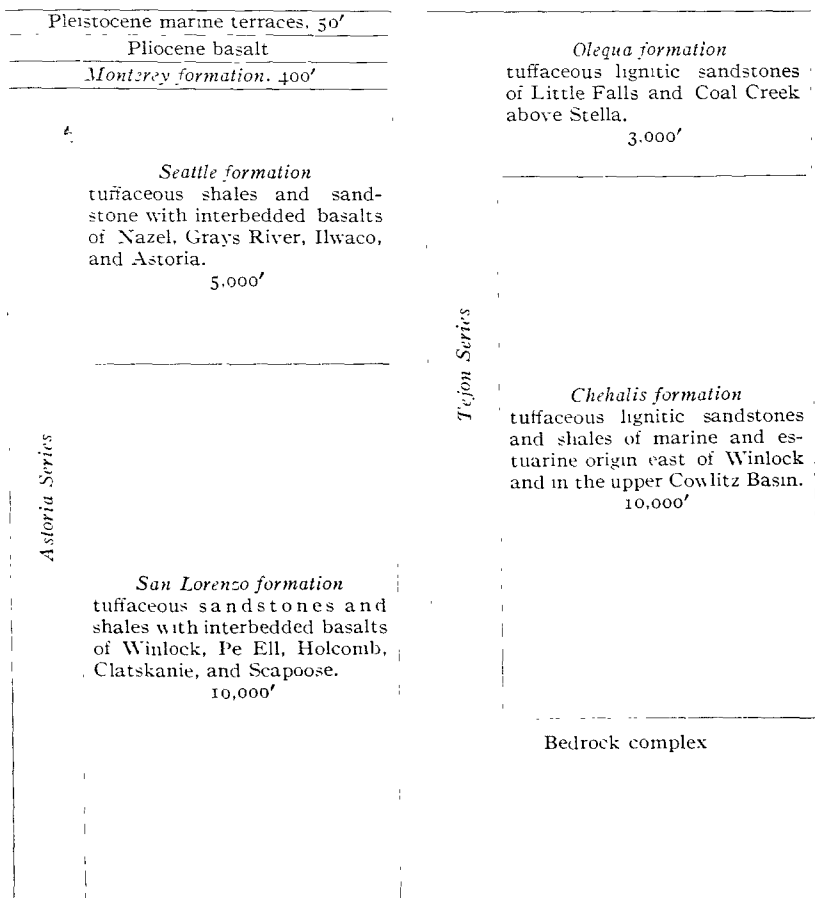 Pleistocene marine terraces, 50′
Pliocene basalt
Monterey formation. 400′
Seattle formation
tuffaceous shales and sand-
stone with interbedded basalts
of Nazel, Grays River, Ilwaco,
and Astoria.
5,000′
Astoria Series
San Lorenzo formation
tuffaceous sandstones and
shales with interbedded basalts
of Winlock, Pe Ell, Holcomb,
Clatskanie, and Scapoose.
10,000′
Olequa formation
tuffaceous lignitic sandstones
of Little Falls and Coal Creek
above Stella.
3,000′
Tejon Series
Chehalis formation
tuffaceous lignitic sandstones
and shales of marine and es-
tuarine origin east of Winlock
and in the upper Cowlitz Basin.
10,000′
Bedrock complex